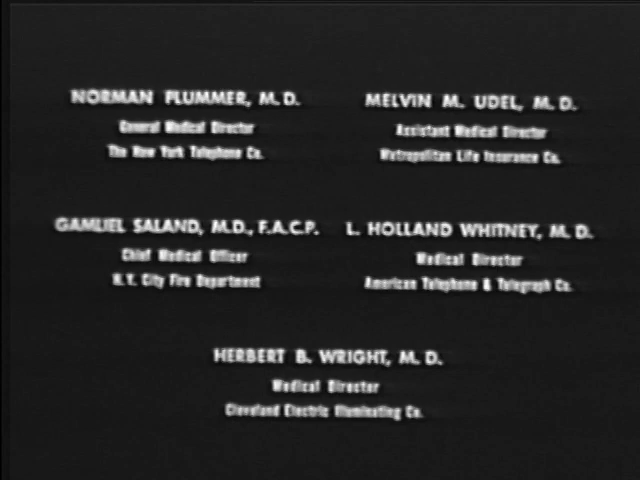 NORMAN PLUMMER, M.D.
General Medical Director
The New York Telephone Co.
MELVIN M. UDEL, M.D.
Assistant Medical Director
Metropolitan Life Insurance Co.
GAMLIEL SALAND, M.D., F.A.C.P.
Chief Medical Officer
N.Y. City Fire Department
L. HOLLAND WHITNEY, M.D.
Medical Director
American Telephone & Telegraph Co.
HERBERT B. WRIGHT, M.D.
Medical Director
Cleveland Electric Illuminating Co.